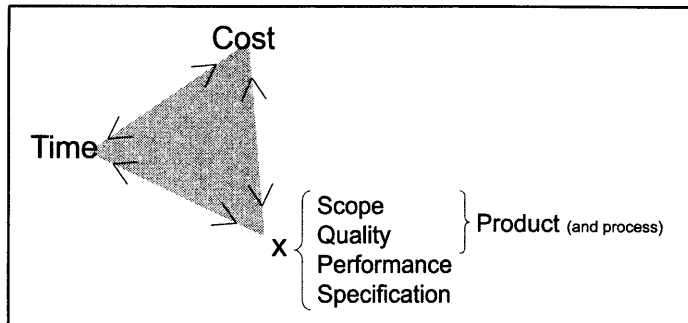 Cost
Time
x
Scope
Quality
Performance
Specification
Product (and process)